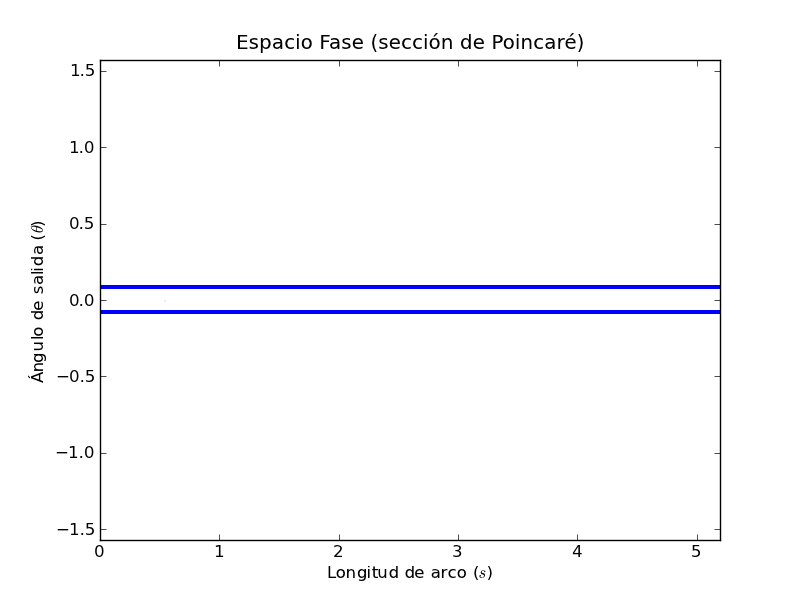 Espacio Fase (sección de Poincaré)
1.5
1.0
0.5
0.0
−0.5
−1.0
−1.5
Ángulo de salida (θ)
0 1 2 3 4 5
Longitud de arco (s)